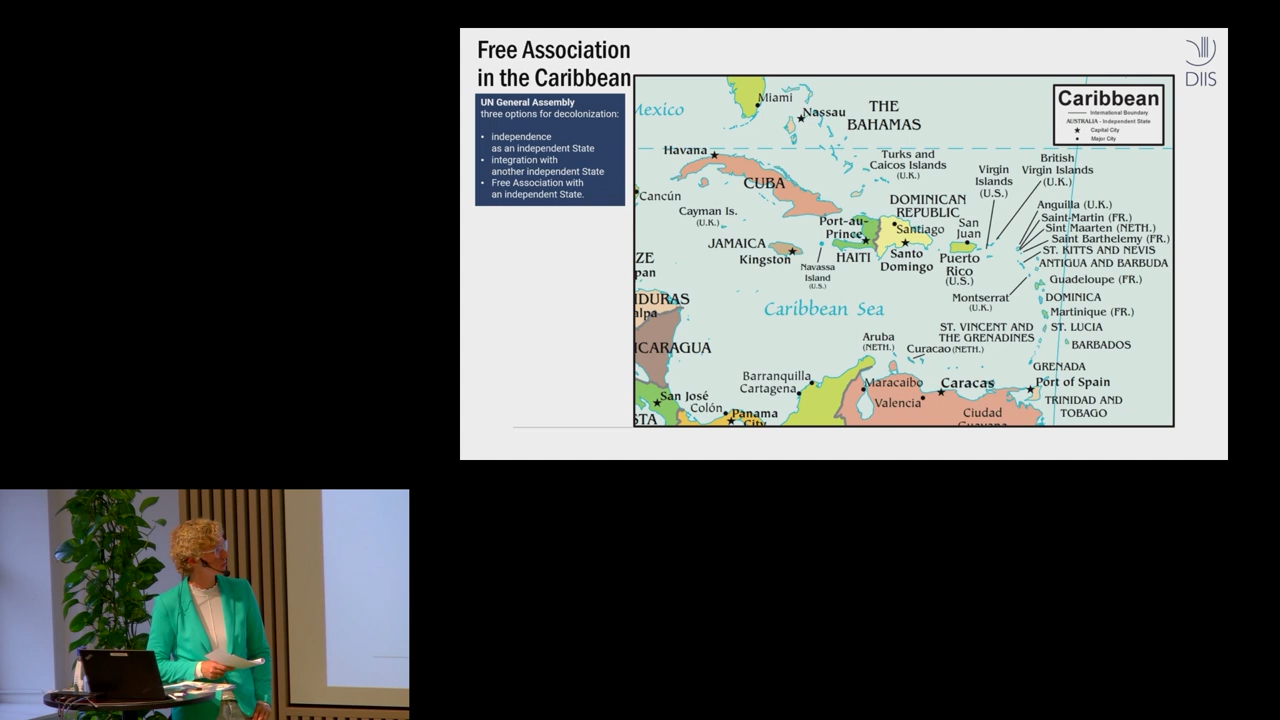 Free Association
in the Caribbean
DIIS
UN General Assembly
three options for decolonization:
• independence
as an independent State
• integration with
another independent State
• Free Association with
an independent State.
Caribbean
International Boundary
AUSTRALIA - Independent State
Capital City
Major City
Mexico
Miami
Nassau
THE
BAHAMAS
Havana
CUBA
Cancún
Cayman Is.
(U.K.)
Turks and
Caicos Islands
(U.K.)
Virgin
Islands
(U.S.)
British
Virgin Islands
(U.K.)
DOMINICAN
REPUBLIC
Port-au-
Prince
Santiago
San
Juan
JAMAICA
Kingston
HAITI
Santo
Domingo
Puerto
Rico
(U.S.)
Navassa
Island
(U.S.)
Anguilla (U.K.)
Saint-Martin (FR.)
Sint Maarten (NETH.)
Saint Barthelemy (FR.)
ST. KITTS AND NEVIS
ANTIGUA AND BARBUDA
Guadeloupe (FR.)
Montserrat
(U.K.)
DOMINICA
Martinique (FR.)
ST. LUCIA
ST. VINCENT AND
THE GRENADINES
BARBADOS
GRENADA
Port of Spain
TRINIDAD AND
TOBAGO
ZE
pan
NDURAS
alpa
ICARAGUA
Caribbean Sea
Aruba
(NETH.)
Curacao (NETH.)
Barranquilla
Cartagena
Maracaibo
Caracas
Valencia
San José
Colón
Panama
City
STA
Ciudad
Guayana